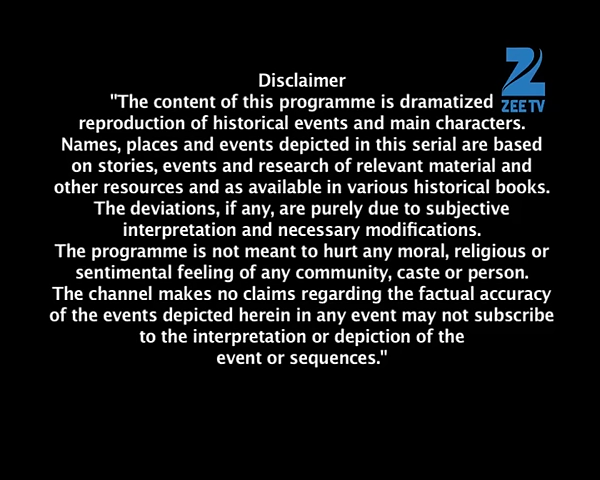 Disclaimer
"The content of this programme is dramatized
reproduction of historical events and main characters.
Names, places and events depicted in this serial are based
on stories, events and research of relevant material and
other resources and as available in various historical books.
The deviations, if any, are purely due to subjective
interpretation and necessary modifications.
The programme is not meant to hurt any moral, religious or
sentimental feeling of any community, caste or person.
The channel makes no claims regarding the factual accuracy
of the events depicted herein in any event may not subscribe
to the interpretation or depiction of the
event or sequences."
Z
ZEE TV